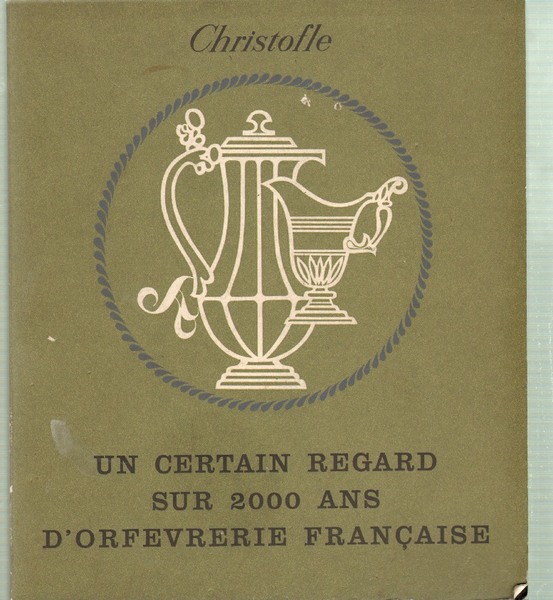 Christofle
UN CERTAIN REGARD
SUR 2000 ANS
D'ORFEVRERIE FRANÇAISE